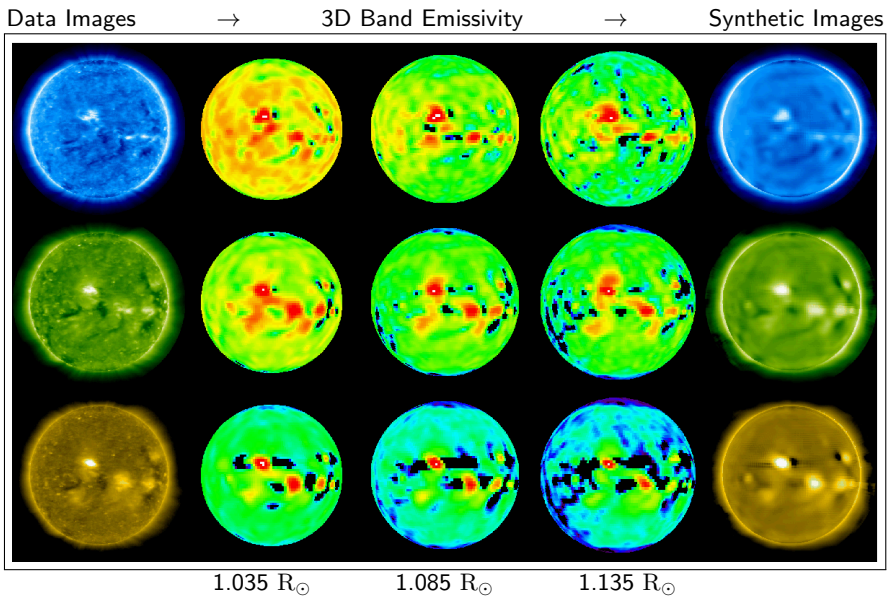 Data Images → 3D Band Emissivity → Synthetic Images
1.035 R☉ 1.085 R☉ 1.135 R☉